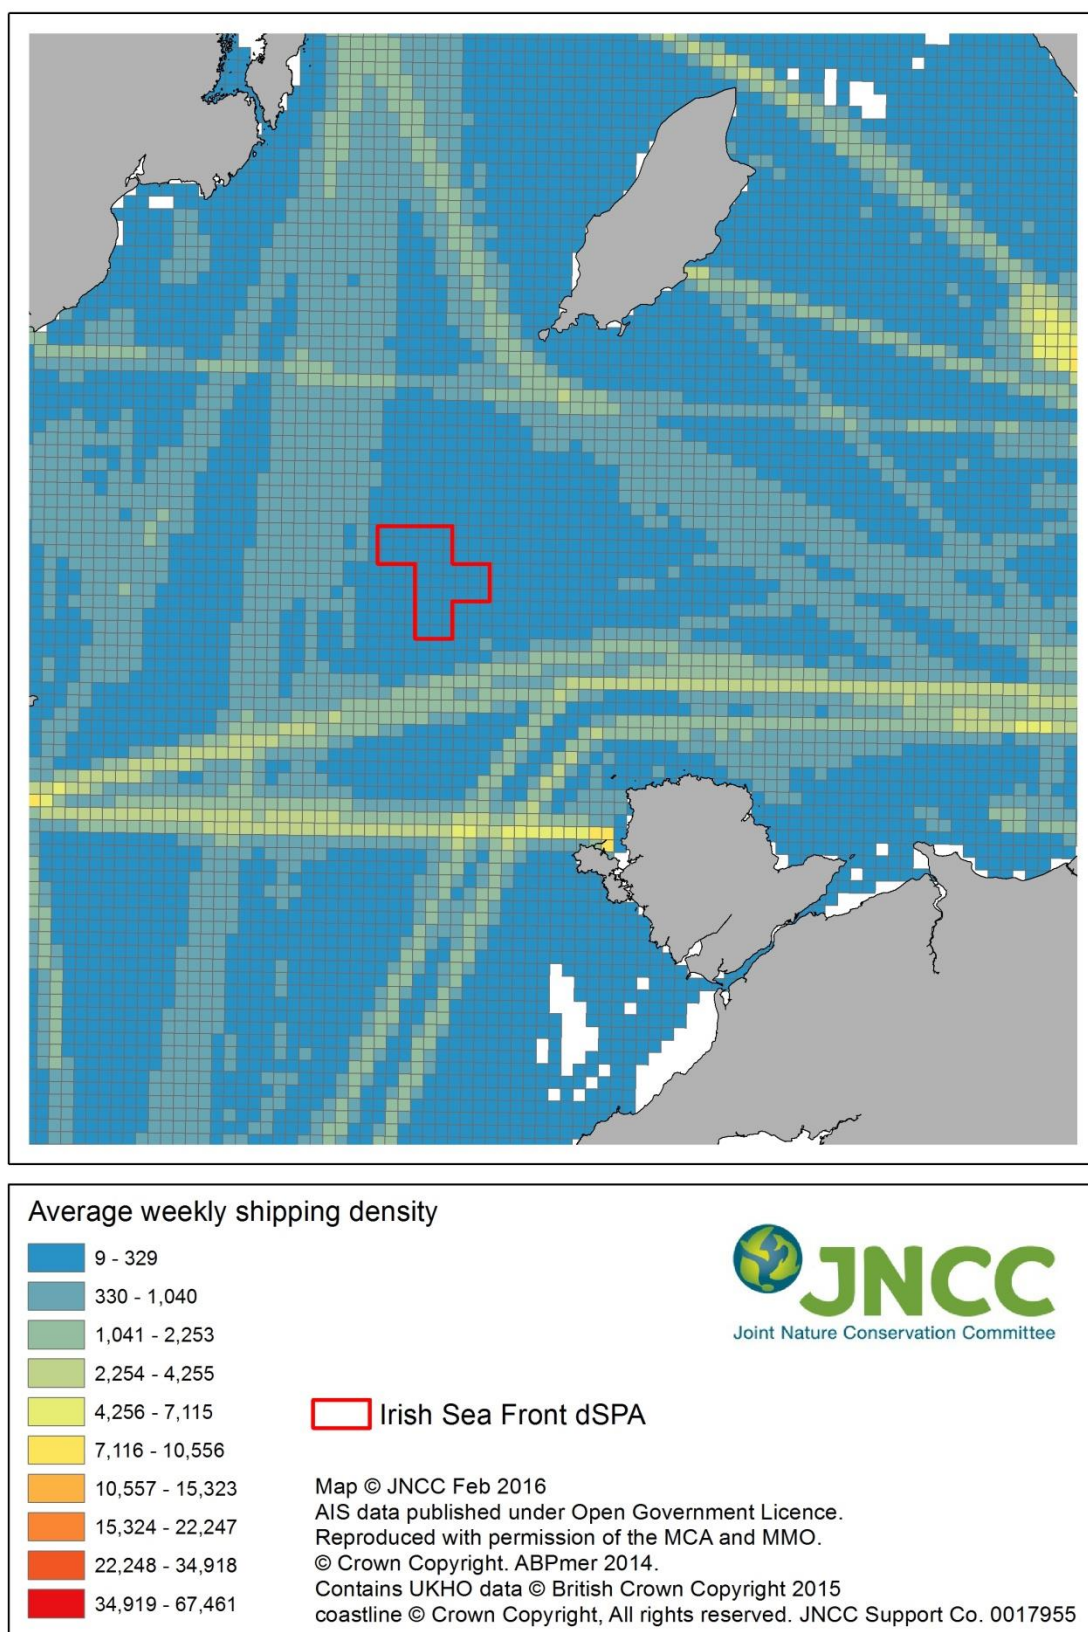 Average weekly shipping density
9 - 329
330 - 1,040
1,041 - 2,253
2,254 - 4,255
4,256 - 7,115
7,116 - 10,556
10,557 - 15,323
15,324 - 22,247
22,248 - 34,918
34,919 - 67,461
JNCC
Joint Nature Conservation Committee
Irish Sea Front dSPA
Map © JNCC Feb 2016
AIS data published under Open Government Licence.
Reproduced with permission of the MCA and MMO.
© Crown Copyright. ABPmer 2014.
Contains UKHO data © British Crown Copyright 2015
coastline © Crown Copyright, All rights reserved. JNCC Support Co. 0017955